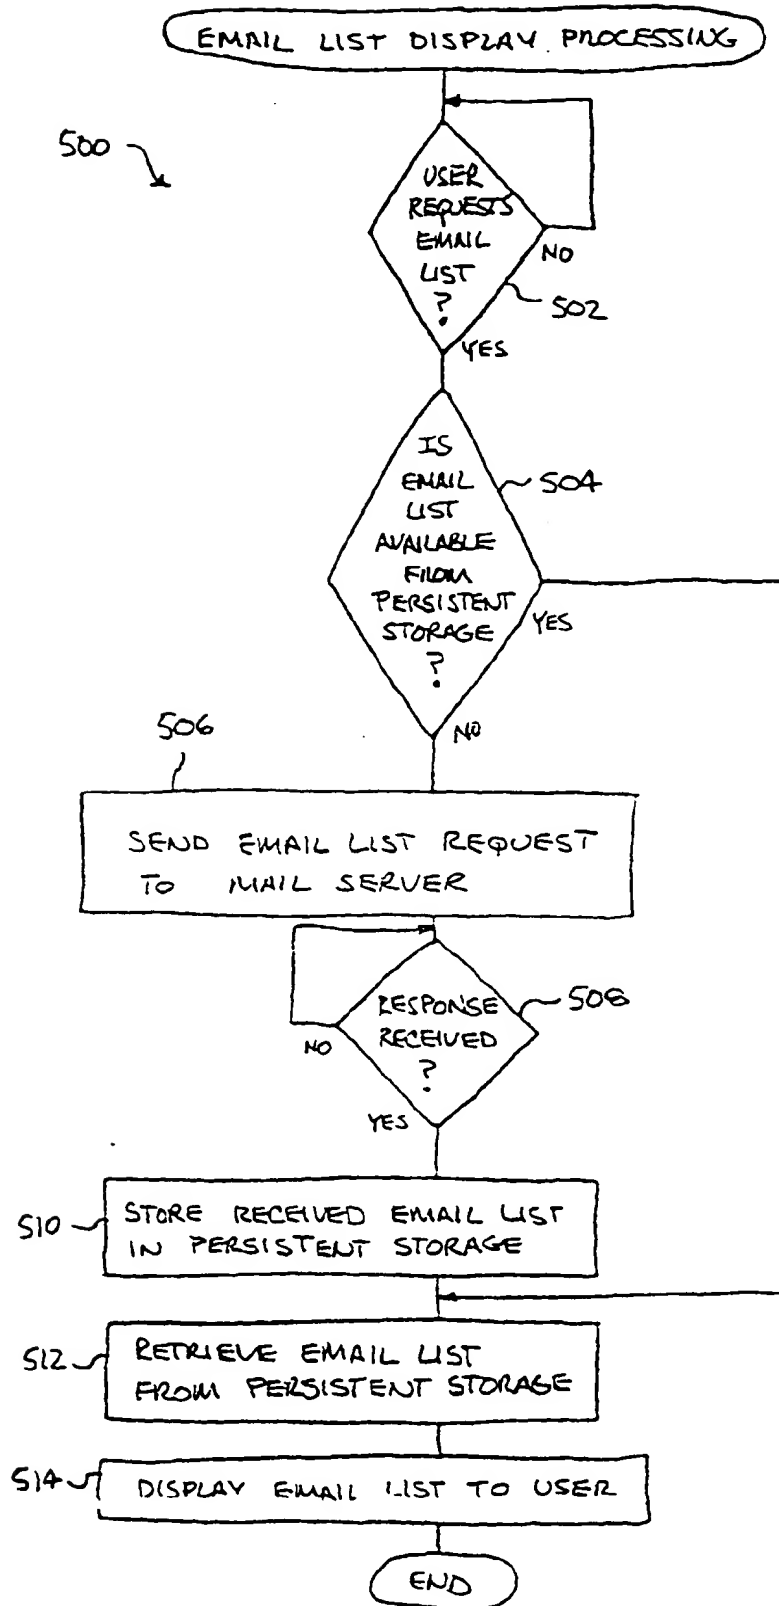 EMAIL LIST DISPLAY PROCESSING
500
USER
REQUESTS
EMAIL
LIST
?
NO
502
YES
IS
EMAIL
LIST
AVAILABLE
FROM
PERSISTENT
STORAGE
?
504
YES
NO
506
SEND EMAIL LIST REQUEST
TO MAIL SERVER
RESPONSE
RECEIVED
?
508
NO
YES
510
STORE RECEIVED EMAIL LIST
IN PERSISTENT STORAGE
512
RETRIEVE EMAIL LIST
FROM PERSISTENT STORAGE
514
DISPLAY EMAIL LIST TO USER
END